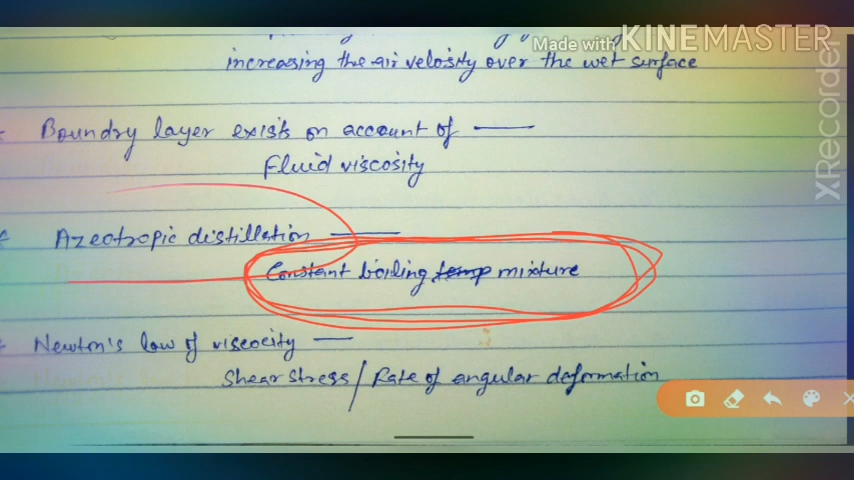 Made with KINEMASTER
increasing the air velosity over the wet surface
Boundry layer exists on account of ——
Fluid viscosity
Azeotropic distillation ——
Constant boiling temp mixture
Newton's law of viscocity —
Shear stress / Rate of angular deformation
XRecorder